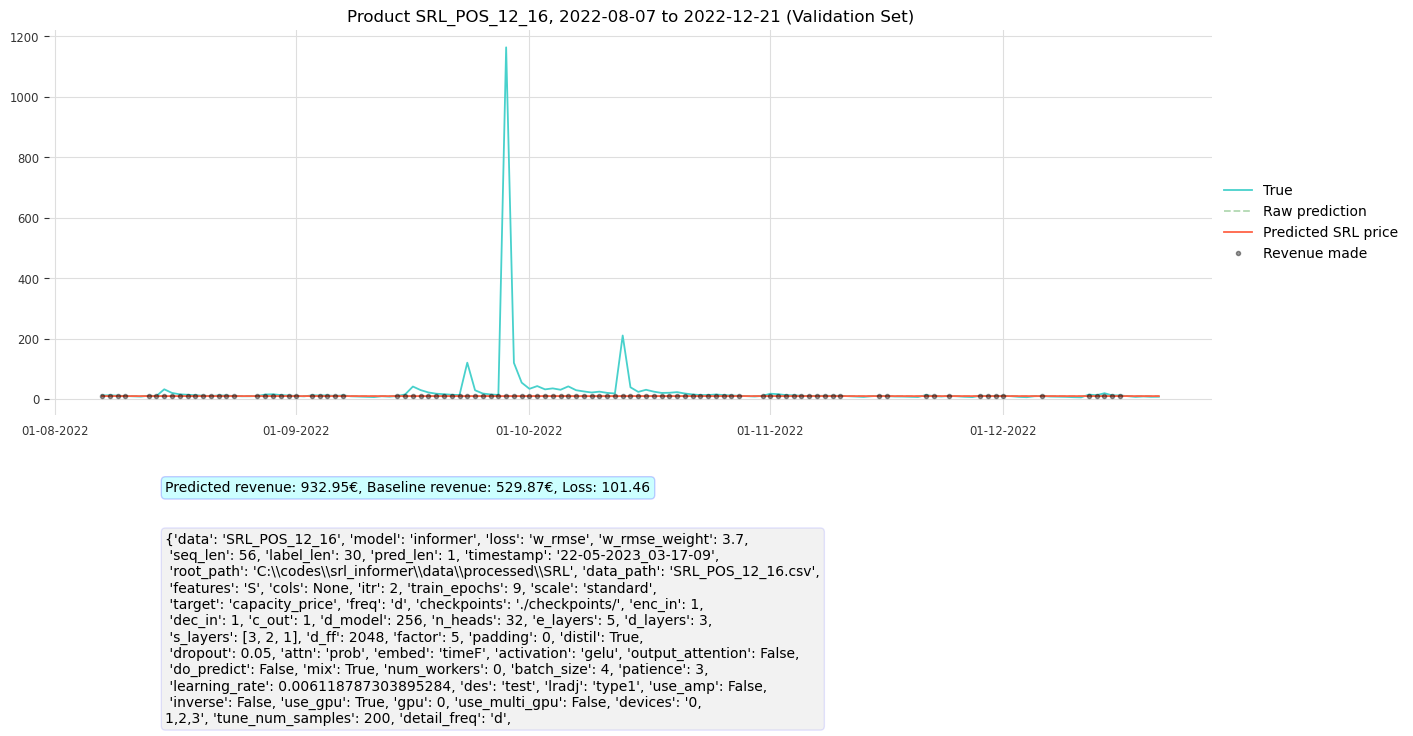 Product SRL_POS_12_16, 2022-08-07 to 2022-12-21 (Validation Set)
1200
1000
800
600
400
200
0
01-08-2022
01-09-2022
01-10-2022
01-11-2022
01-12-2022
True
Raw prediction
Predicted SRL price
Revenue made
Predicted revenue: 932.95€, Baseline revenue: 529.87€, Loss: 101.46
{'data': 'SRL_POS_12_16', 'model': 'informer', 'loss': 'w_rmse', 'w_rmse_weight': 3.7,
'seq_len': 56, 'label_len': 30, 'pred_len': 1, 'timestamp': '22-05-2023_03-17-09',
'root_path': 'C:\\codes\\srl_informer\\data\\processed\\SRL', 'data_path': 'SRL_POS_12_16.csv',
'features': 'S', 'cols': None, 'itr': 2, 'train_epochs': 9, 'scale': 'standard',
'target': 'capacity_price', 'freq': 'd', 'checkpoints': './checkpoints/', 'enc_in': 1,
'dec_in': 1, 'c_out': 1, 'd_model': 256, 'n_heads': 32, 'e_layers': 5, 'd_layers': 3,
's_layers': [3, 2, 1], 'd_ff': 2048, 'factor': 5, 'padding': 0, 'distil': True,
'dropout': 0.05, 'attn': 'prob', 'embed': 'timeF', 'activation': 'gelu', 'output_attention': False,
'do_predict': False, 'mix': True, 'num_workers': 0, 'batch_size': 4, 'patience': 3,
'learning_rate': 0.006118787303895284, 'des': 'test', 'lradj': 'type1', 'use_amp': False,
'inverse': False, 'use_gpu': True, 'gpu': 0, 'use_multi_gpu': False, 'devices': '0,
1,2,3', 'tune_num_samples': 200, 'detail_freq': 'd',